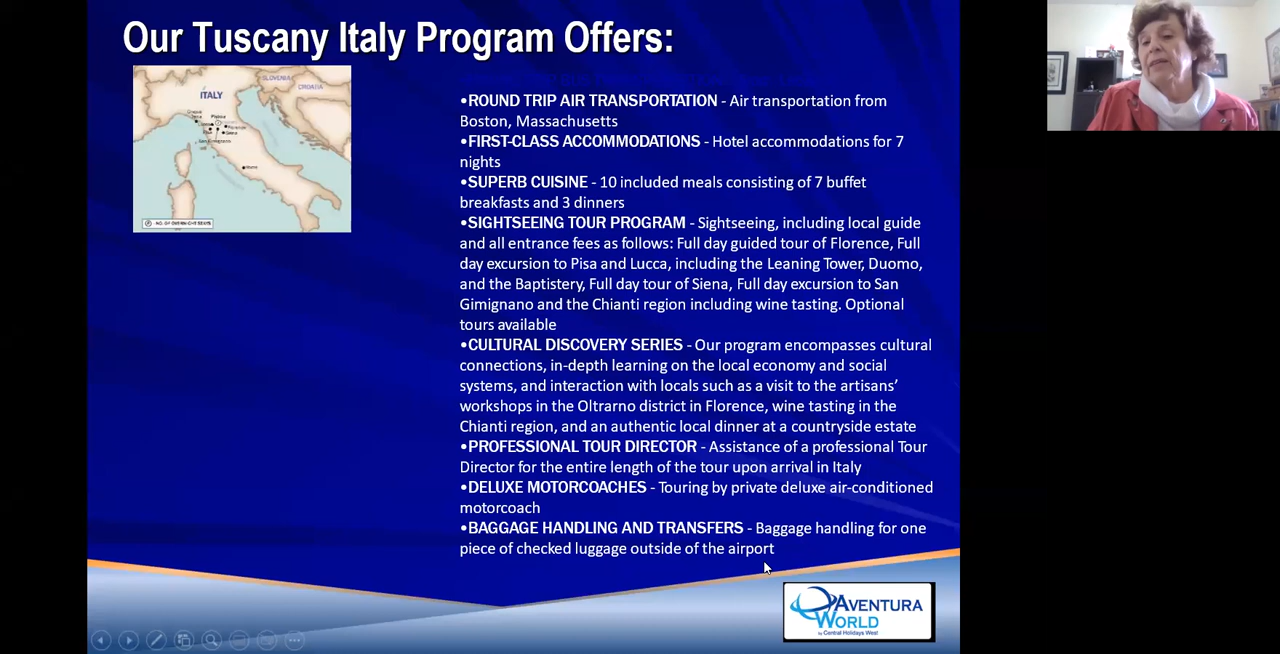 Our Tuscany Italy Program Offers:
SLOVENIA
CROATIA
ITALY
•ROUND TRIP AIR TRANSPORTATION - Air transportation from
Boston, Massachusetts
•FIRST-CLASS ACCOMMODATIONS - Hotel accommodations for 7
nights
•SUPERB CUISINE - 10 included meals consisting of 7 buffet
breakfasts and 3 dinners
•SIGHTSEEING TOUR PROGRAM - Sightseeing, including local guide
and all entrance fees as follows: Full day guided tour of Florence, Full
day excursion to Pisa and Lucca, including the Leaning Tower, Duomo,
and the Baptistery, Full day tour of Siena, Full day excursion to San
Gimignano and the Chianti region including wine tasting. Optional
tours available
•CULTURAL DISCOVERY SERIES - Our program encompasses cultural
connections, in-depth learning on the local economy and social
systems, and interaction with locals such as a visit to the artisans’
workshops in the Oltrarno district in Florence, wine tasting in the
Chianti region, and an authentic local dinner at a countryside estate
•PROFESSIONAL TOUR DIRECTOR - Assistance of a professional Tour
Director for the entire length of the tour upon arrival in Italy
•DELUXE MOTORCOACHES - Touring by private deluxe air-conditioned
motorcoach
•BAGGAGE HANDLING AND TRANSFERS - Baggage handling for one
piece of checked luggage outside of the airport
AVENTURA
WORLD
by Central Holidays West